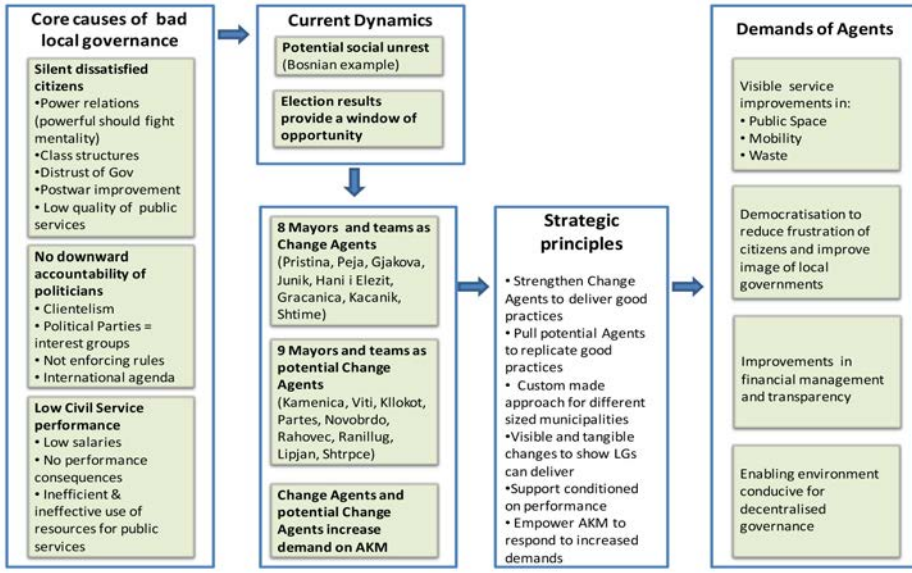 Core causes of bad
local governance
Silent dissatisfied
citizens
•Power relations
(powerful should fight
mentality)
•Class structures
•Distrust of Gov
•Postwar improvement
• Low quality of public
services
No downward
accountability of
politicians
• Clientelism
• Political Parties =
interest groups
• Not enforcing rules
• International agenda
Low Civil Service
performance
• Low salaries
• No performance
consequences
• Inefficient &
ineffective use of
resources for public
services
Current Dynamics
Potential social unrest
(Bosnian example)
Election results
provide a window of
opportunity
8 Mayors and teams as
Change Agents
(Pristina, Peja, Gjakova,
Junik, Hani i Elezit,
Gracanica, Kacanik,
Shtime)
9 Mayors and teams as
potential Change
Agents
(Kamenica, Viti, Kllokot,
Partes, Novobrdo,
Rahovec, Ranillug,
Lipjan, Shtrpce)
Change Agents and
potential Change
Agents increase
demand on AKM
Strategic
principles
• Strengthen Change
Agents to deliver good
practices
• Pull potential Agents
to replicate good
practices
• Custom made
approach for different
sized municipalities
•Visible and tangible
changes to show LGs
can deliver
•Support conditioned
on performance
• Empower AKM to
respond to increased
demands
Demands of Agents
Visible service
improvements in:
• Public Space
• Mobility
• Waste
Democratisation to
reduce frustration of
citizens and improve
image of local
governments
Improvements in
financial management
and transparency
Enabling environment
conducive for
decentralised
governance